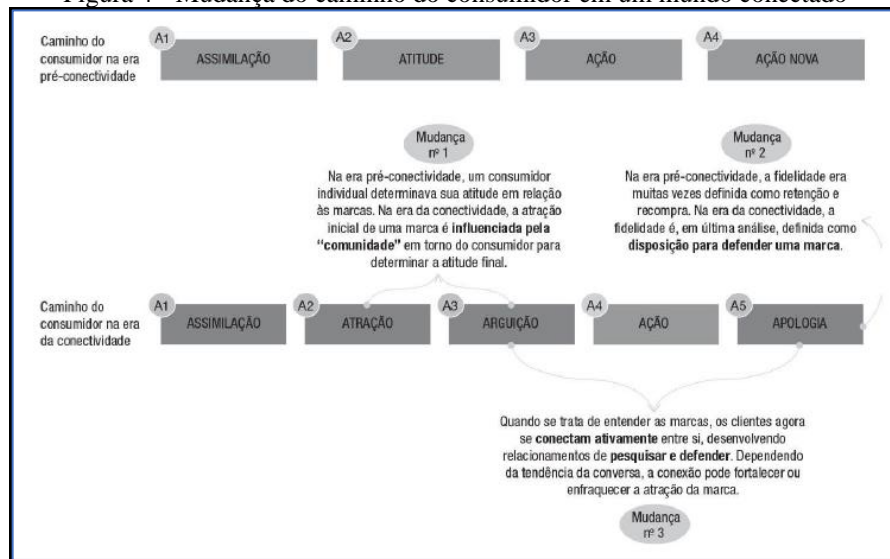 Figura 4 - Mudança do caminho do consumidor em um mundo conectado
Caminho do
consumidor na era
pré-conectividade
A1
ASSIMILAÇÃO
A2
ATITUDE
A3
AÇÃO
A4
AÇÃO NOVA
Mudança
nº 1
Na era pré-conectividade, um consumidor
individual determinava sua atitude em relação
às marcas. Na era da conectividade, a atração
inicial de uma marca é influenciada pela
“comunidade” em torno do consumidor para
determinar a atitude final.
Mudança
nº 2
Na era pré-conectividade, a fidelidade era
muitas vezes definida como retenção e
recompra. Na era da conectividade, a
fidelidade é, em última análise, definida como
disposição para defender uma marca.
Caminho do
consumidor na era
da conectividade
A1
ASSIMILAÇÃO
A2
ATRAÇÃO
A3
ARGUIÇÃO
A4
AÇÃO
A5
APOLOGIA
Quando se trata de entender as marcas, os clientes agora
se conectam ativamente entre si, desenvolvendo
relacionamentos de pesquisar e defender. Dependendo
da tendência da conversa, a conexão pode fortalecer ou
enfraquecer a atração da marca.
Mudança
nº 3